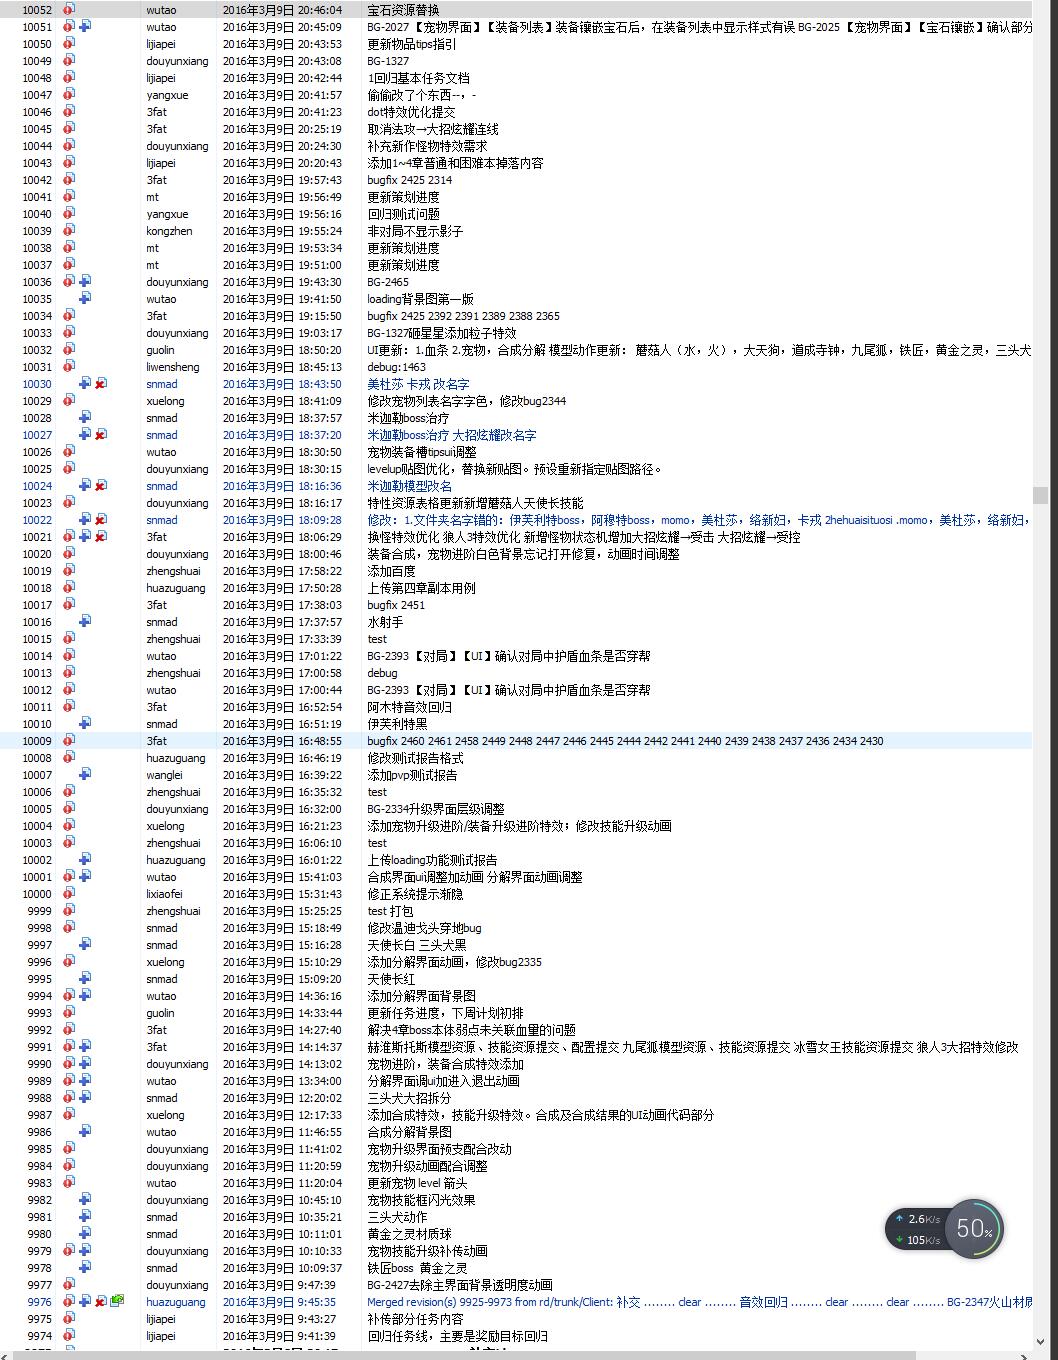 10052 wutao 2016年3月9日 20:46:04 宝石资源替换
10051 wutao 2016年3月9日 20:45:09 BG-2027【宠物界面】【装备列表】装备镶嵌宝石后，在装备列表中显示样式有误 BG-2025 【宠物界面】【宝石镶嵌】确认部分
10050 lijiapei 2016年3月9日 20:43:53 更新物品tips指引
10049 douyunxiang 2016年3月9日 20:43:08 BG-1327
10048 lijiapei 2016年3月9日 20:42:44 1回归基本任务文档
10047 yangxue 2016年3月9日 20:41:57 偷偷改了个东西--，-
10046 3fat 2016年3月9日 20:41:23 dot特效优化提交
10045 3fat 2016年3月9日 20:25:19 取消法攻→大招炫耀连线
10044 douyunxiang 2016年3月9日 20:24:30 补充新作怪物特效需求
10043 lijiapei 2016年3月9日 20:20:43 添加1~4章普通和困难本掉落内容
10042 3fat 2016年3月9日 19:57:43 bugfix 2425 2314
10041 mt 2016年3月9日 19:56:49 更新策划进度
10040 yangxue 2016年3月9日 19:56:16 回归测试问题
10039 kongzhen 2016年3月9日 19:55:24 非对局不显示影子
10038 mt 2016年3月9日 19:53:34 更新策划进度
10037 mt 2016年3月9日 19:51:00 更新策划进度
10036 douyunxiang 2016年3月9日 19:43:30 BG-2465
10035 wutao 2016年3月9日 19:41:50 loading背景图第一版
10034 3fat 2016年3月9日 19:15:50 bugfix 2425 2392 2391 2389 2388 2365
10033 douyunxiang 2016年3月9日 19:03:17 BG-1327砸星星添加粒子特效
10032 guolin 2016年3月9日 18:50:20 UI更新：1.血条 2.宠物，合成分解 模型动作更新：蘑菇人（水，火），大天狗，道成寺钟，九尾狐，铁匠，黄金之灵，三头犬
10031 liwensheng 2016年3月9日 18:45:13 debug:1463
10030 snmad 2016年3月9日 18:43:50 美杜莎 卡戎 改名字
10029 xuelong 2016年3月9日 18:41:09 修改宠物列表名字字色，修改bug2344
10028 snmad 2016年3月9日 18:37:57 米迦勒boss治疗
10027 snmad 2016年3月9日 18:37:20 米迦勒boss治疗 大招炫耀改名字
10026 wutao 2016年3月9日 18:30:50 宠物装备槽tipsui调整
10025 douyunxiang 2016年3月9日 18:30:15 levelup贴图优化，替换新贴图。预设重新指定贴图路径。
10024 snmad 2016年3月9日 18:16:36 米迦勒模型改名
10023 douyunxiang 2016年3月9日 18:16:17 特性资源表格更新新增蘑菇人天使长技能
10022 snmad 2016年3月9日 18:09:28 修改：1.文件夹名字错的：伊芙利特boss，阿穆特boss，momo，美杜莎，络新妇，卡戎 2hehuaisituosi .momo，美杜莎，络新妇，
10021 3fat 2016年3月9日 18:06:29 换怪特效优化 狼人3特效优化 新增怪物状态机增加大招炫耀→受击 大招炫耀→受控
10020 douyunxiang 2016年3月9日 18:00:46 装备合成，宠物进阶白色背景忘记打开修复，动画时间调整
10019 zhengshuai 2016年3月9日 17:58:22 添加百度
10018 huazuguang 2016年3月9日 17:50:28 上传第四章副本用例
10017 3fat 2016年3月9日 17:38:03 bugfix 2451
10016 snmad 2016年3月9日 17:37:57 水射手
10015 zhengshuai 2016年3月9日 17:33:39 test
10014 wutao 2016年3月9日 17:01:22 BG-2393 【对局】【UI】确认对局中护盾血条是否穿帮
10013 zhengshuai 2016年3月9日 17:00:58 debug
10012 wutao 2016年3月9日 17:00:44 BG-2393 【对局】【UI】确认对局中护盾血条是否穿帮
10011 3fat 2016年3月9日 16:52:54 阿木特音效回归
10010 snmad 2016年3月9日 16:51:19 伊芙利特黑
10009 3fat 2016年3月9日 16:48:55 bugfix 2460 2461 2458 2449 2448 2447 2446 2445 2444 2442 2441 2440 2439 2438 2437 2436 2434 2430
10008 huazuguang 2016年3月9日 16:46:19 修改测试报告格式
10007 wanglei 2016年3月9日 16:39:22 添加pvp测试报告
10006 zhengshuai 2016年3月9日 16:35:32 test
10005 douyunxiang 2016年3月9日 16:32:00 BG-2334升级界面层级调整
10004 xuelong 2016年3月9日 16:21:23 添加宠物升级进阶/装备升级进阶特效；修改技能升级动画
10003 zhengshuai 2016年3月9日 16:06:10 test
10002 huazuguang 2016年3月9日 16:01:22 上传loading功能测试报告
10001 wutao 2016年3月9日 15:41:03 合成界面ui调整加动画 分解界面动画调整
10000 lixiaofei 2016年3月9日 15:31:43 修正系统提示渐隐
9999 zhengshuai 2016年3月9日 15:25:25 test 打包
9998 snmad 2016年3月9日 15:18:49 修改温迪戈头穿地bug
9997 snmad 2016年3月9日 15:16:28 天使长白 三头犬黑
9996 xuelong 2016年3月9日 15:10:29 添加分解界面动画，修改bug2335
9995 snmad 2016年3月9日 15:09:20 天使长红
9994 wutao 2016年3月9日 14:36:16 添加分解界面背景图
9993 guolin 2016年3月9日 14:33:44 更新任务进度，下周计划初排
9992 3fat 2016年3月9日 14:27:40 解决4章boss本体弱点未关联血量的问题
9991 3fat 2016年3月9日 14:14:37 赫淮斯托斯模型资源、技能资源提交、配置提交 九尾狐模型资源、技能资源提交 冰雪女王技能资源提交 狼人3大招特效修改
9990 douyunxiang 2016年3月9日 14:13:02 宠物进阶，装备合成特效添加
9989 wutao 2016年3月9日 13:34:00 分解界面调ui加进入退出动画
9988 snmad 2016年3月9日 12:20:02 三头犬大招拆分
9987 xuelong 2016年3月9日 12:17:33 添加合成特效，技能升级特效。合成及合成结果的UI动画代码部分
9986 wutao 2016年3月9日 11:46:55 合成分解背景图
9985 douyunxiang 2016年3月9日 11:41:02 宠物升级界面预支配合改动
9984 douyunxiang 2016年3月9日 11:20:59 宠物升级动画配合调整
9983 wutao 2016年3月9日 11:20:04 更新宠物 level 箭头
9982 douyunxiang 2016年3月9日 10:45:10 宠物技能框闪光效果
9981 snmad 2016年3月9日 10:35:21 三头犬动作
9980 snmad 2016年3月9日 10:11:01 黄金之灵材质球
9979 douyunxiang 2016年3月9日 10:10:33 宠物技能升级补传动画
9978 snmad 2016年3月9日 10:09:37 铁匠boss 黄金之灵
9977 douyunxiang 2016年3月9日 9:47:39 BG-2427去除主界面背景透明度动画
9976 huazuguang 2016年3月9日 9:45:35 Merged revision(s) 9925-9973 from rd/trunk/Client: 补交 ........ clear ........ 音效回归 ........ clear ........ clear ........ BG-2347火山材质
9975 lijiapei 2016年3月9日 9:43:27 补传部分任务内容
9974 lijiapei 2016年3月9日 9:41:39 回归任务线，主要是奖励目标回归
2.6K/s
105K/s
50%